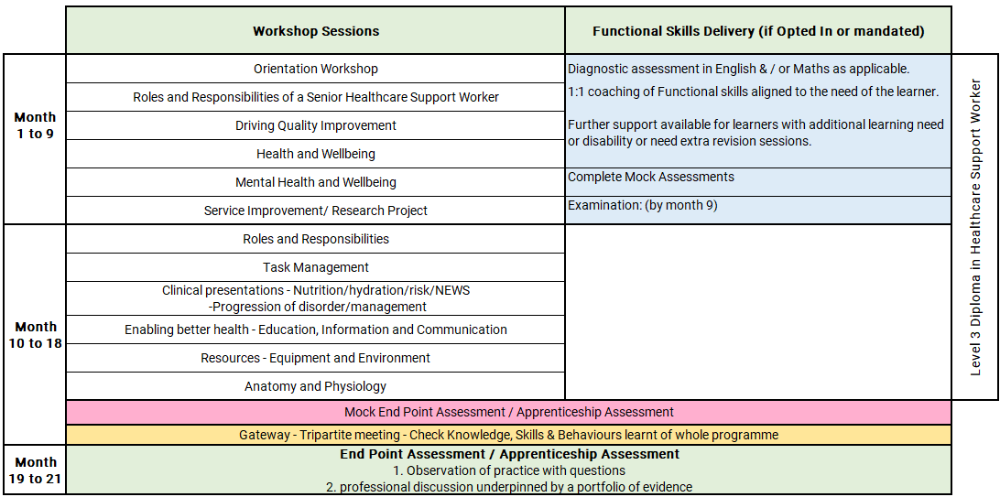 Workshop Sessions
Functional Skills Delivery (if Opted In or mandated)
Month
1 to 9
Orientation Workshop
Roles and Responsibilities of a Senior Healthcare Support Worker
Driving Quality Improvement
Health and Wellbeing
Mental Health and Wellbeing
Service Improvement/ Research Project
Diagnostic assessment in English & / or Maths as applicable.
1:1 coaching of Functional skills aligned to the need of the learner.
Further support available for learners with additional learning need
or disability or need extra revision sessions.
Complete Mock Assessments
Examination: (by month 9)
Level 3 Diploma in Healthcare Support Worker
Month
10 to 18
Roles and Responsibilities
Task Management
Clinical presentations - Nutrition/hydration/risk/NEWS
-Progression of disorder/management
Enabling better health - Education, Information and Communication
Resources - Equipment and Environment
Anatomy and Physiology
Mock End Point Assessment / Apprenticeship Assessment
Gateway - Tripartite meeting - Check Knowledge, Skills & Behaviours learnt of whole programme
Month
19 to 21
End Point Assessment / Apprenticeship Assessment
1. Observation of practice with questions
2. professional discussion underpinned by a portfolio of evidence